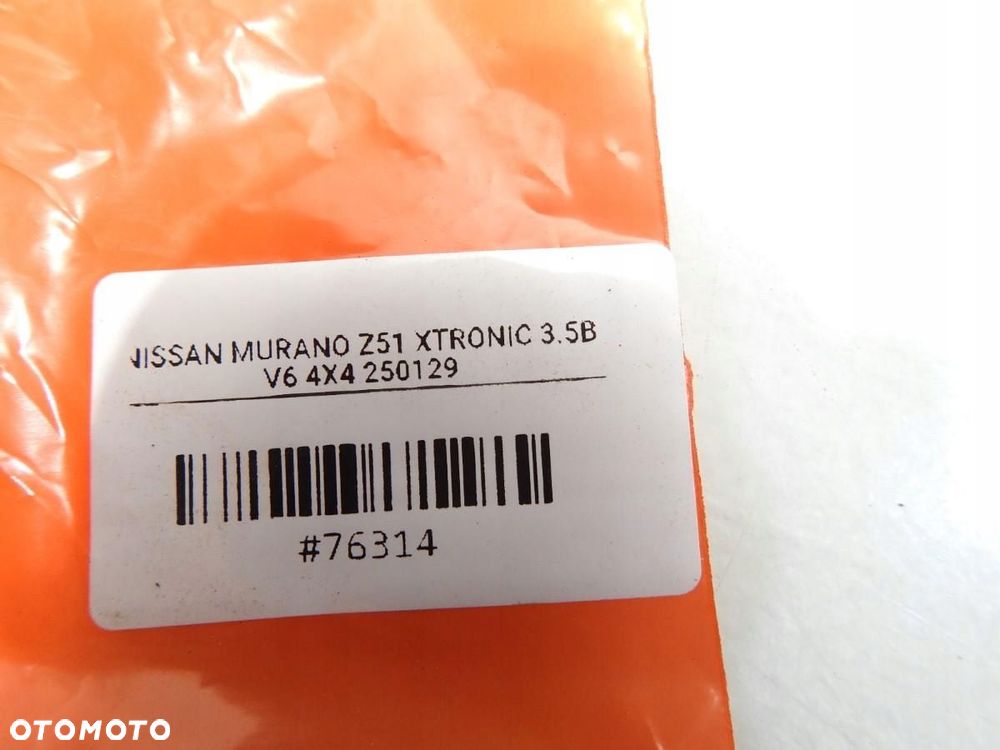 NISSAN MURANO Z51 XTRONIC 3.5B
V6 4X4 250129
#76314
OTOMOTO